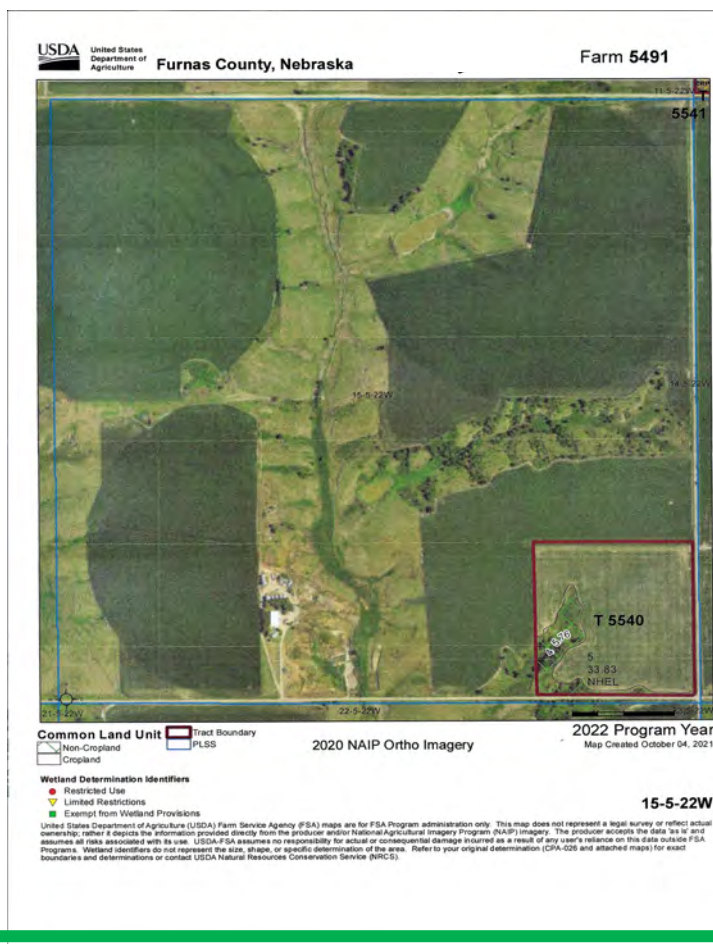 USDA
United States
Department of
Agriculture
Furnas County, Nebraska
Farm 5491
11-5-22W
T
5541
15-5-22W
14-5-22W
T 5540
4 5.76
5
33.83
NHEL
21-5-22W
22-5-22W
Common Land Unit
Non-Cropland
Cropland
Tract Boundary
PLSS
2020 NAIP Ortho Imagery
2022 Program Year
Map Created October 04, 2021
Wetland Determination Identifiers
Restricted Use
Limited Restrictions
Exempt from Wetland Provisions
15-5-22W
United States Department of Agriculture (USDA) Farm Service Agency (FSA) maps are for FSA Program administration only. This map does not represent a legal survey or reflect actual
ownership; rather it depicts the information provided directly from the producer and/or National Agricultural Imagery Program (NAIP) imagery. The producer accepts the data 'as is' and
assumes all risks associated with its use. USDA-FSA assumes no responsibility for actual or consequential damage incurred as a result of any user's reliance on this data outside FSA
Programs. Wetland identifiers do not represent the size, shape, or specific determination of the area. Refer to your original determination (CPA-026 and attached maps) for exact
boundaries and determinations or contact USDA Natural Resources Conservation Service (NRCS).